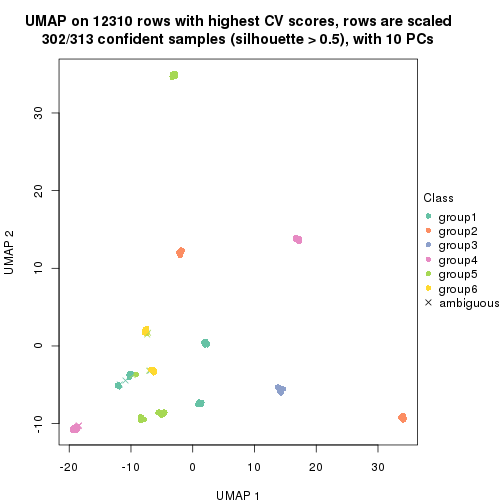 UMAP on 12310 rows with highest CV scores, rows are scaled
302/313 confident samples (silhouette > 0.5), with 10 PCs
30
20
10
0
-10
UMAP 2
-20
-10
0
10
20
30
UMAP 1
Class
group1
group2
group3
group4
group5
group6
ambiguous